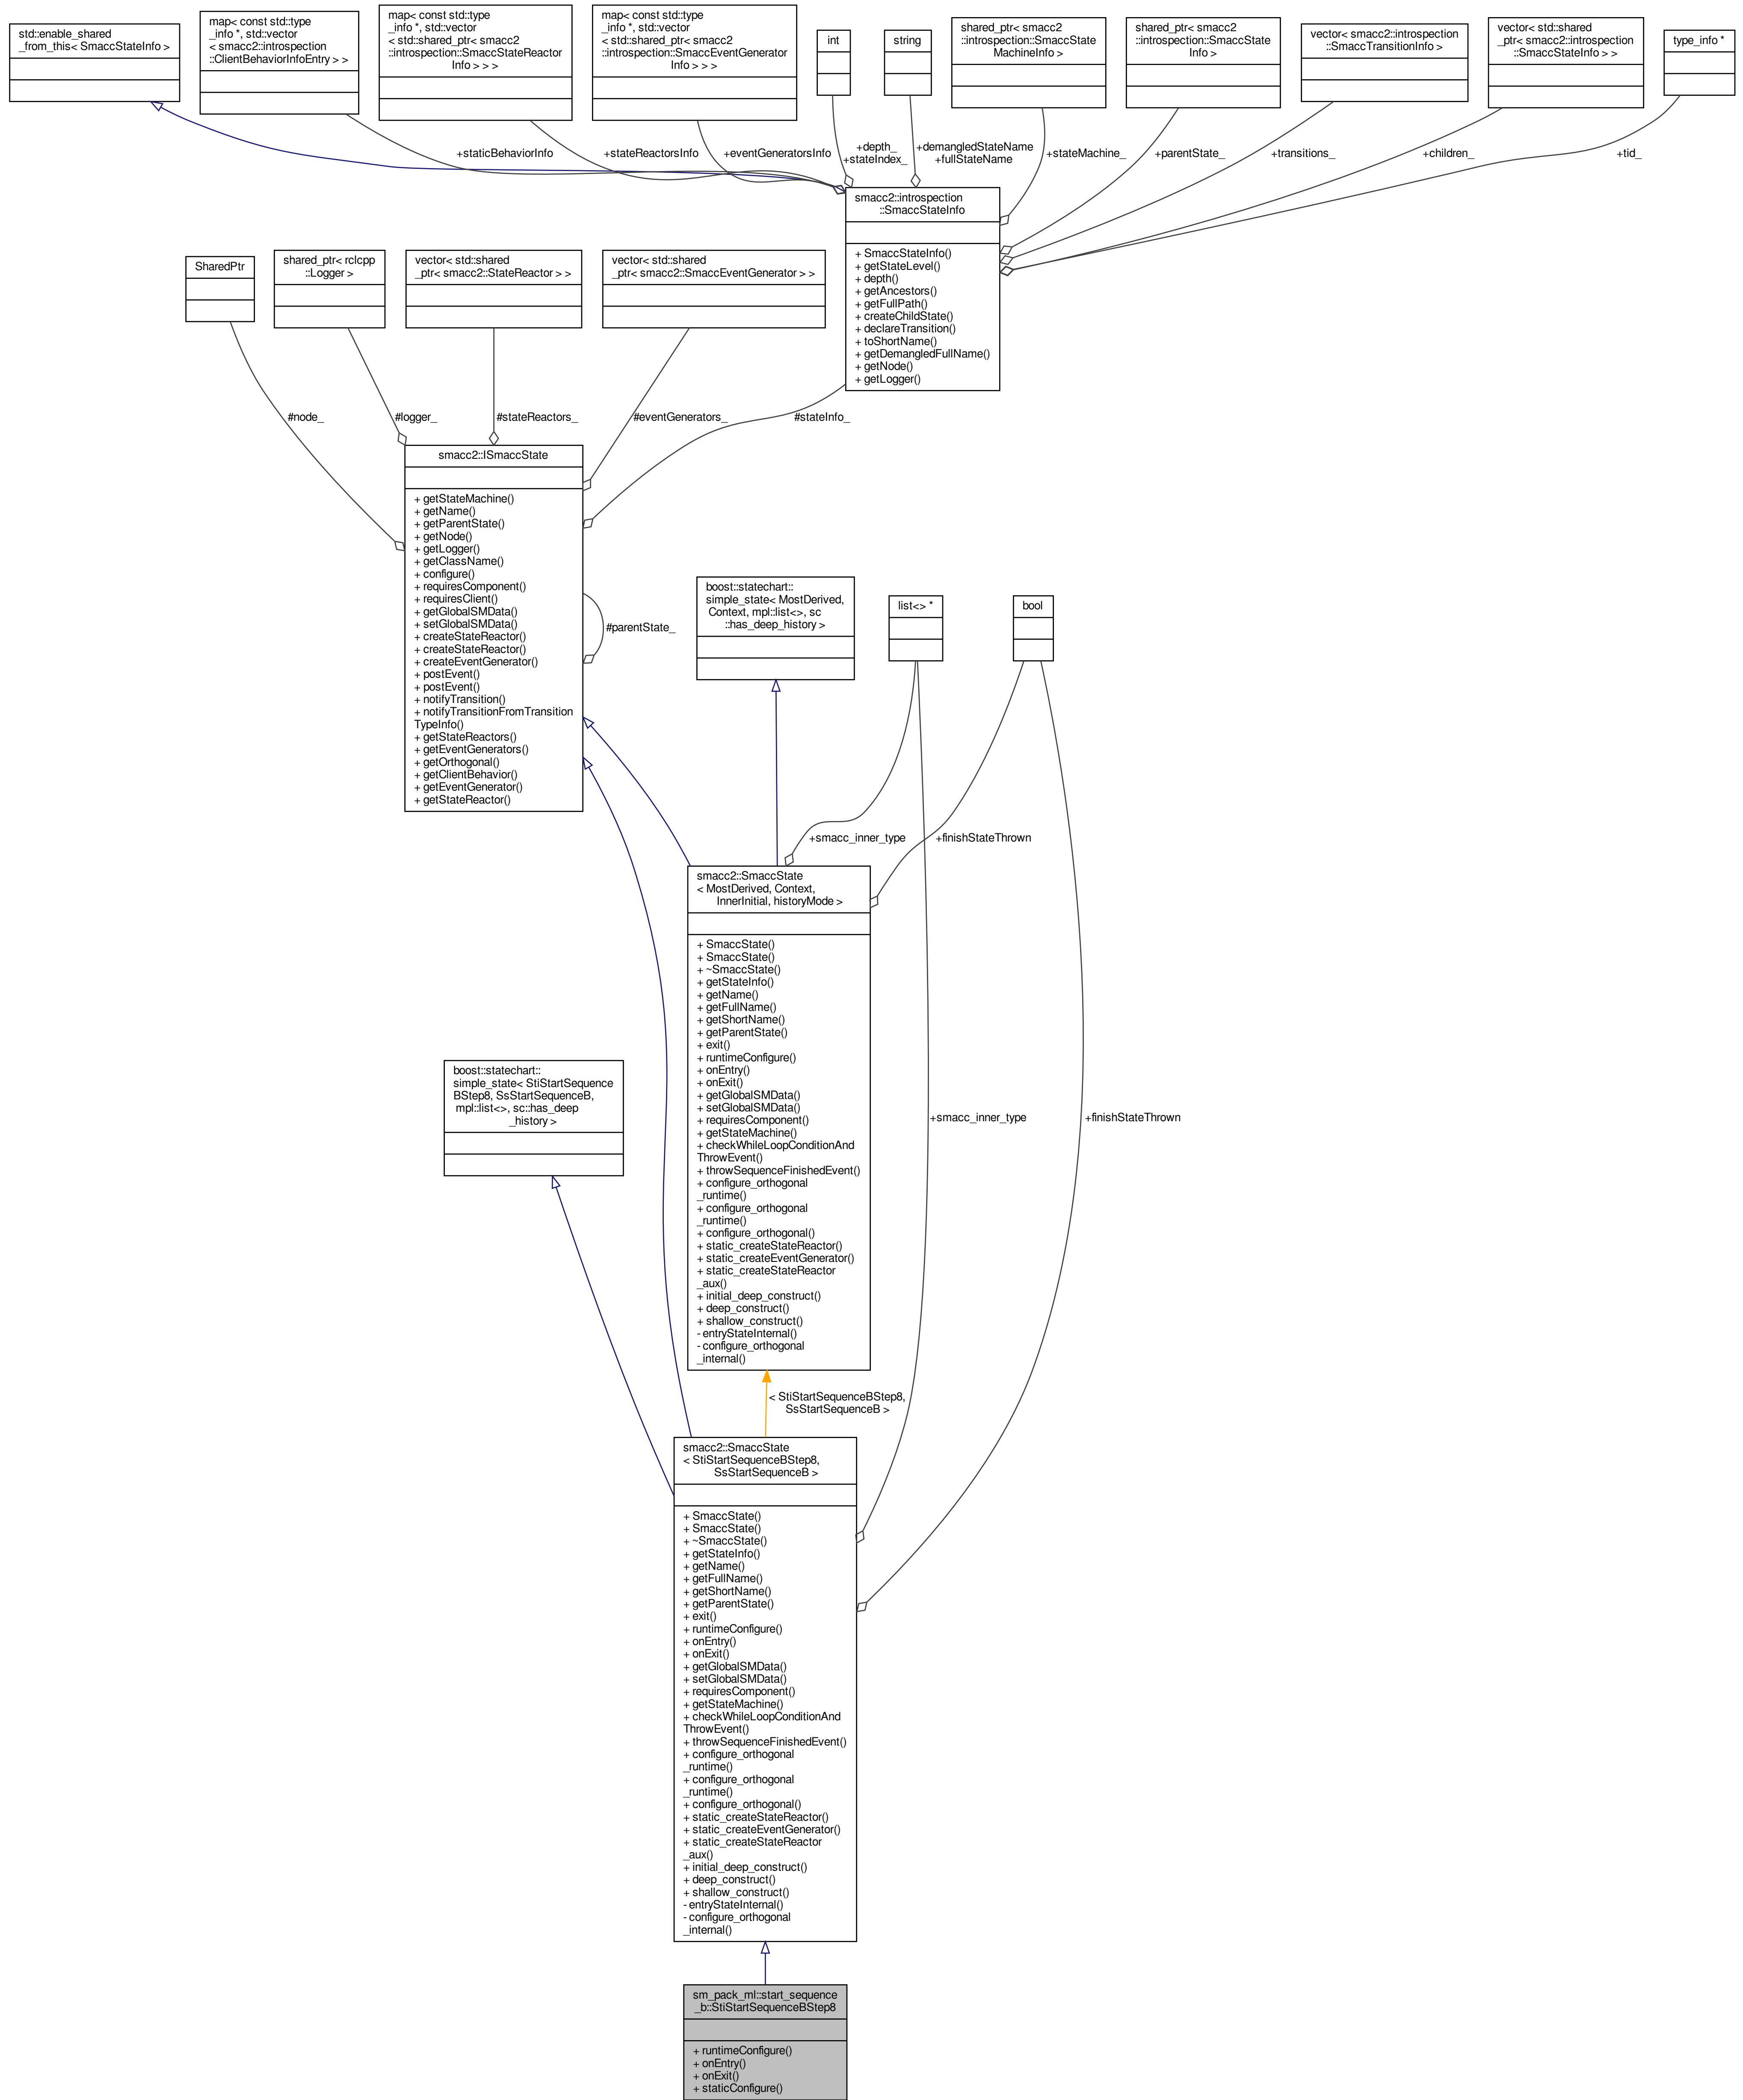 std::enable_shared
_from_this< SmaccStateInfo >
map< const std::type
_info *, std::vector
< smacc2::introspection
::ClientBehaviorInfoEntry > >
map< const std::type
_info *, std::vector
< std::shared_ptr< smacc2
::introspection::SmaccStateReactor
Info > > >
map< const std::type
_info *, std::vector
< std::shared_ptr< smacc2
::introspection::SmaccEventGenerator
Info > > >
int
string
shared_ptr< smacc2
::introspection::SmaccState
MachineInfo >
shared_ptr< smacc2
::introspection::SmaccState
Info >
vector< smacc2::introspection
::SmaccTransitionInfo >
vector< std::shared
_ptr< smacc2::introspection
::SmaccStateInfo > >
type_info *
+staticBehaviorInfo
+stateReactorsInfo
+eventGeneratorsInfo
+depth_
+stateIndex_
+demangledStateName
+fullStateName
+stateMachine_
+parentState_
+transitions_
+children_
+tid_
smacc2::introspection
::SmaccStateInfo
+ SmaccStateInfo()
+ getStateLevel()
+ depth()
+ getAncestors()
+ getFullPath()
+ createChildState()
+ declareTransition()
+ toShortName()
+ getDemangledFullName()
+ getNode()
+ getLogger()
SharedPtr
shared_ptr< rclcpp
::Logger >
vector< std::shared
_ptr< smacc2::StateReactor > >
vector< std::shared
_ptr< smacc2::SmaccEventGenerator > >
#node_
#logger_
#stateReactors_
#eventGenerators_
#stateInfo_
smacc2::ISmaccState
+ getStateMachine()
+ getName()
+ getParentState()
+ getNode()
+ getLogger()
+ getClassName()
+ configure()
+ requiresComponent()
+ requiresClient()
+ getGlobalSMData()
+ setGlobalSMData()
+ createStateReactor()
+ createStateReactor()
+ createEventGenerator()
+ postEvent()
+ postEvent()
+ notifyTransition()
+ notifyTransitionFromTransition
TypeInfo()
+ getStateReactors()
+ getEventGenerators()
+ getOrthogonal()
+ getClientBehavior()
+ getEventGenerator()
+ getStateReactor()
#parentState_
boost::statechart::
simple_state< MostDerived,
Context, mpl::list<>, sc
::has_deep_history >
list<> *
bool
+smacc_inner_type
+finishStateThrown
smacc2::SmaccState
< MostDerived, Context,
InnerInitial, historyMode >
+ SmaccState()
+ SmaccState()
+ ~SmaccState()
+ getStateInfo()
+ getName()
+ getFullName()
+ getShortName()
+ getParentState()
+ exit()
+ runtimeConfigure()
+ onEntry()
+ onExit()
+ getGlobalSMData()
+ setGlobalSMData()
+ requiresComponent()
+ getStateMachine()
+ checkWhileLoopConditionAnd
ThrowEvent()
+ throwSequenceFinishedEvent()
+ configure_orthogonal
_runtime()
+ configure_orthogonal
_runtime()
+ configure_orthogonal()
+ static_createStateReactor()
+ static_createEventGenerator()
+ static_createStateReactor
_aux()
+ initial_deep_construct()
+ deep_construct()
+ shallow_construct()
- entryStateInternal()
- configure_orthogonal
_internal()
boost::statechart::
simple_state< StiStartSequence
BStep8, SsStartSequenceB,
mpl::list<>, sc::has_deep
_history >
+smacc_inner_type
+finishStateThrown
< StiStartSequenceBStep8,
SsStartSequenceB >
smacc2::SmaccState
< StiStartSequenceBStep8,
SsStartSequenceB >
+ SmaccState()
+ SmaccState()
+ ~SmaccState()
+ getStateInfo()
+ getName()
+ getFullName()
+ getShortName()
+ getParentState()
+ exit()
+ runtimeConfigure()
+ onEntry()
+ onExit()
+ getGlobalSMData()
+ setGlobalSMData()
+ requiresComponent()
+ getStateMachine()
+ checkWhileLoopConditionAnd
ThrowEvent()
+ throwSequenceFinishedEvent()
+ configure_orthogonal
_runtime()
+ configure_orthogonal
_runtime()
+ configure_orthogonal()
+ static_createStateReactor()
+ static_createEventGenerator()
+ static_createStateReactor
_aux()
+ initial_deep_construct()
+ deep_construct()
+ shallow_construct()
- entryStateInternal()
- configure_orthogonal
_internal()
sm_pack_ml::start_sequence
_b::StiStartSequenceBStep8
+ runtimeConfigure()
+ onEntry()
+ onExit()
+ staticConfigure()